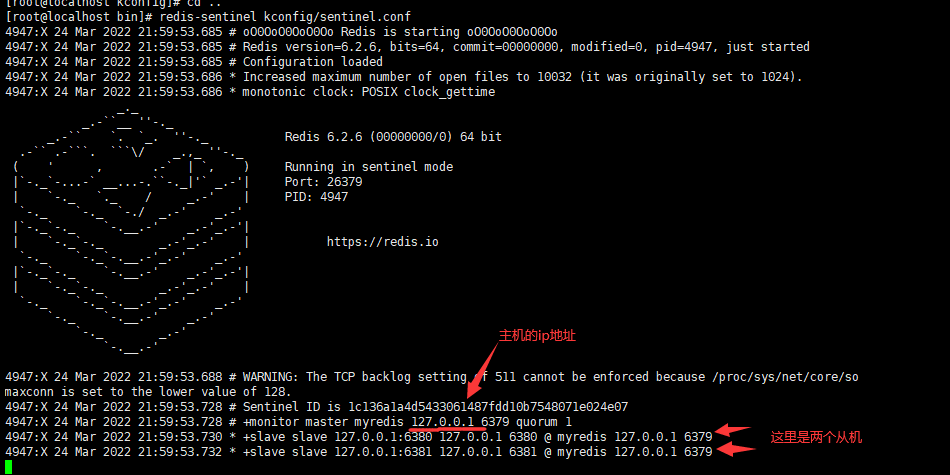 [root@localhost kconfig]# cd ..
[root@localhost bin]# redis-sentinel kconfig/sentinel.conf
4947:X 24 Mar 2022 21:59:53.685 # oO0OoO0OoO0Oo Redis is starting oO0OoO0OoO0Oo
4947:X 24 Mar 2022 21:59:53.685 # Redis version=6.2.6, bits=64, commit=00000000, modified=0, pid=4947, just started
4947:X 24 Mar 2022 21:59:53.685 # Configuration loaded
4947:X 24 Mar 2022 21:59:53.686 * Increased maximum number of open files to 10032 (it was originally set to 1024).
4947:X 24 Mar 2022 21:59:53.686 * monotonic clock: POSIX clock_gettime
Redis 6.2.6 (00000000/0) 64 bit
Running in sentinel mode
Port: 26379
PID: 4947
https://redis.io
主机的ip地址
4947:X 24 Mar 2022 21:59:53.688 # WARNING: The TCP backlog setting of 511 cannot be enforced because /proc/sys/net/core/so
maxconn is set to the lower value of 128.
4947:X 24 Mar 2022 21:59:53.728 # Sentinel ID is 1c136a1a4d5433061487fdd10b7548071e024e07
4947:X 24 Mar 2022 21:59:53.728 # +monitor master myredis 127.0.0.1 6379 quorum 1
4947:X 24 Mar 2022 21:59:53.730 * +slave slave 127.0.0.1:6380 127.0.0.1 6380 @ myredis 127.0.0.1 6379
这里是两个从机
4947:X 24 Mar 2022 21:59:53.732 * +slave slave 127.0.0.1:6381 127.0.0.1 6381 @ myredis 127.0.0.1 6379